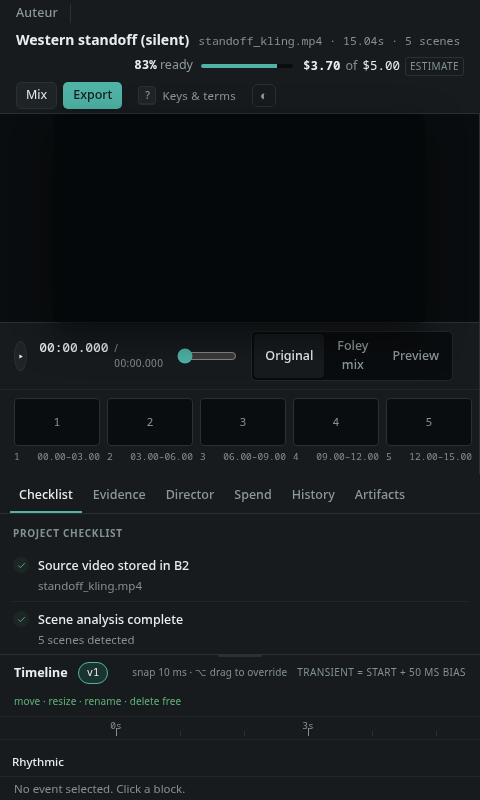 Auteur
Western standoff (silent) standoff_kling.mp4 · 15.04s · 5 scenes
83% ready $3.70 of $5.00 ESTIMATE
Mix Export ? Keys & terms
00:00.000 / 00:00.000
Original Foley mix Preview
1 2 3 4 5
1 00.00–03.00 2 03.00–06.00 3 06.00–09.00 4 09.00–12.00 5 12.00–15.00
Checklist Evidence Director Spend History Artifacts
PROJECT CHECKLIST
Source video stored in B2
standoff_kling.mp4
Scene analysis complete
5 scenes detected
Timeline v1 snap 10 ms · ⌥ drag to override TRANSIENT = START + 50 MS BIAS
move · resize · rename · delete free
0s 3s
Rhythmic
No event selected. Click a block.